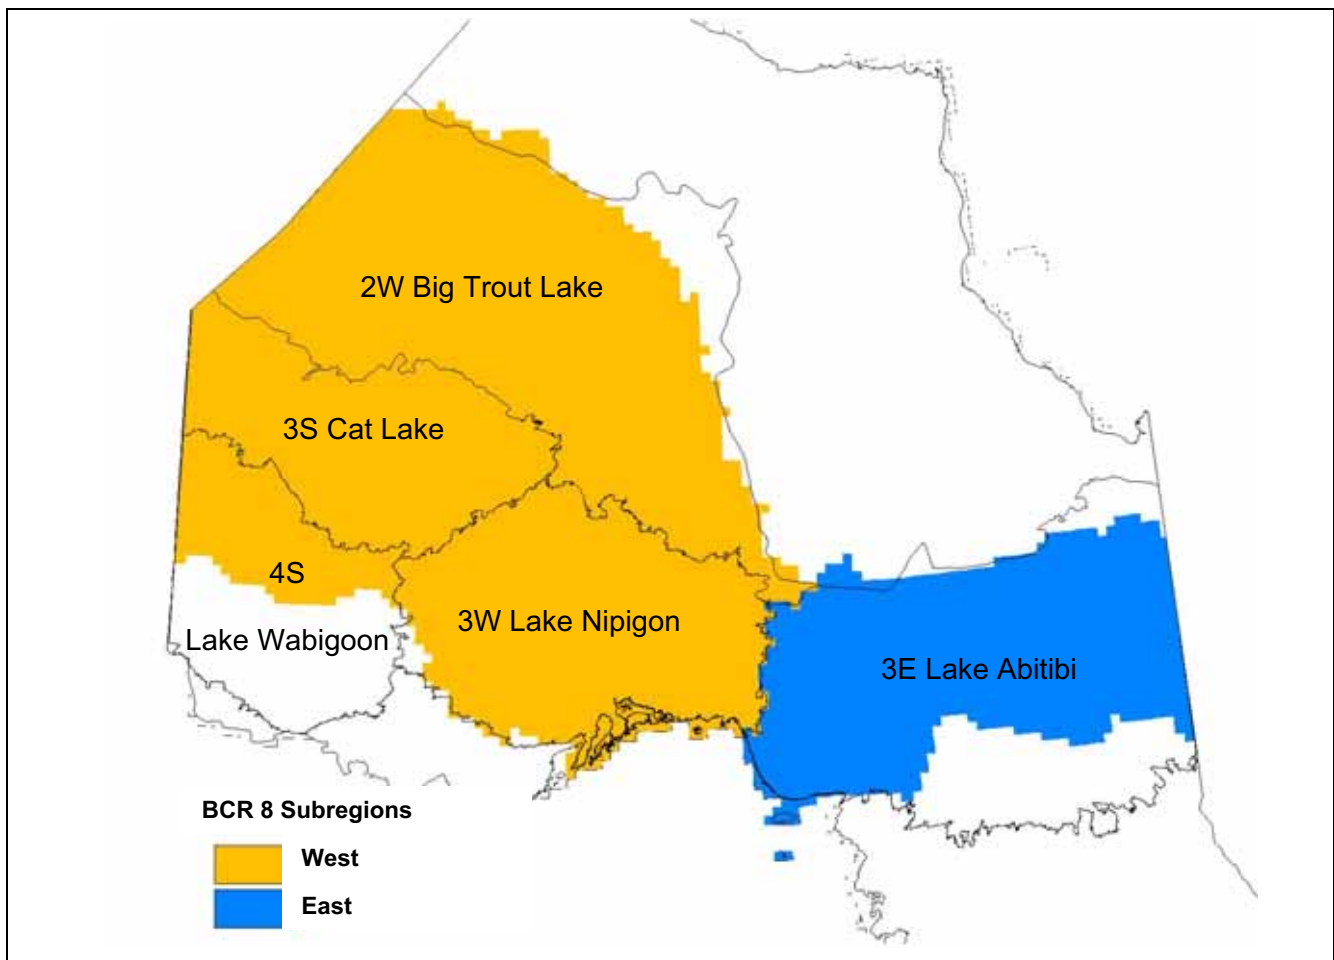 2W Big Trout Lake
3S Cat Lake
4S
Lake Wabigoon
3W Lake Nipigon
3E Lake Abitibi
BCR 8 Subregions
West
East